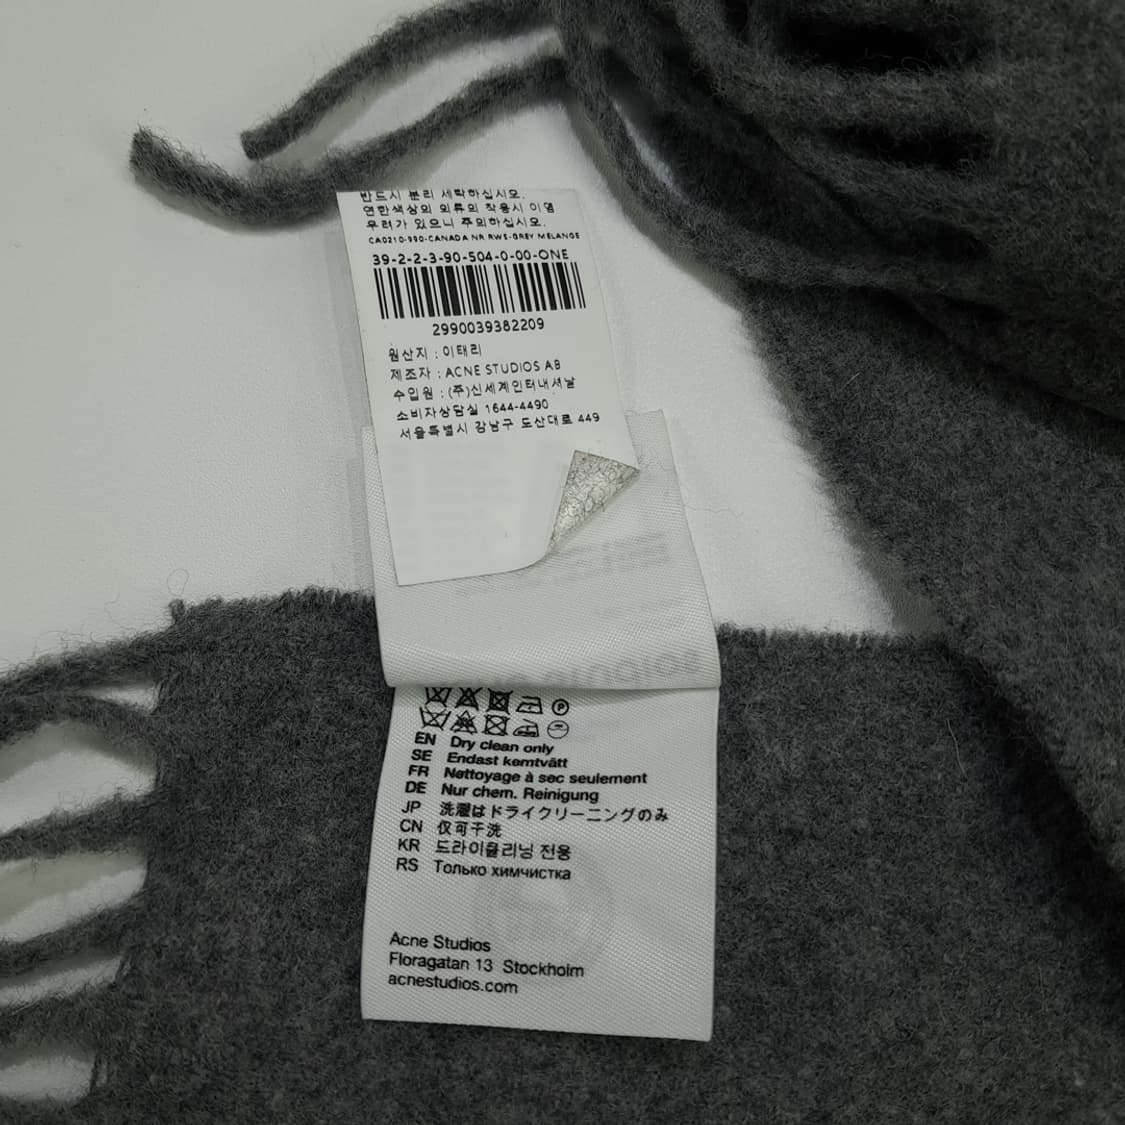 반드시 분리 세탁하십시오.
연한색상의 의류의 착용시 이염
우려가 있으니 주의하십시오.
CA0210-990-CANADA NR RWS-GREY MELANGE
39-2-2-3-90-504-0-00-ONE
2990039382209
원산지 : 이태리
제조자 : ACNE STUDIOS AB
수입원 : (주)신세계인터내셔날
소비자상담실 1644-4490
서울특별시 강남구 도산대로 449
EN Dry clean only
SE Endast kemtvätt
FR Nettoyage à sec seulement
DE Nur chem. Reinigung
JP 洗濯はドライクリーニングのみ
CN 仅可干洗
KR 드라이클리닝 전용
RS Только химчистка
Acne Studios
Floragatan 13 Stockholm
acnestudios.com